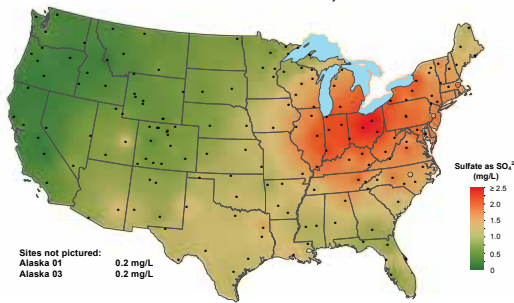 Sulfate as SO₄²
(mg/L)
≥ 2.5
2.0
1.5
1.0
0.5
0
Sites not pictured:
Alaska 01 0.2 mg/L
Alaska 03 0.2 mg/L